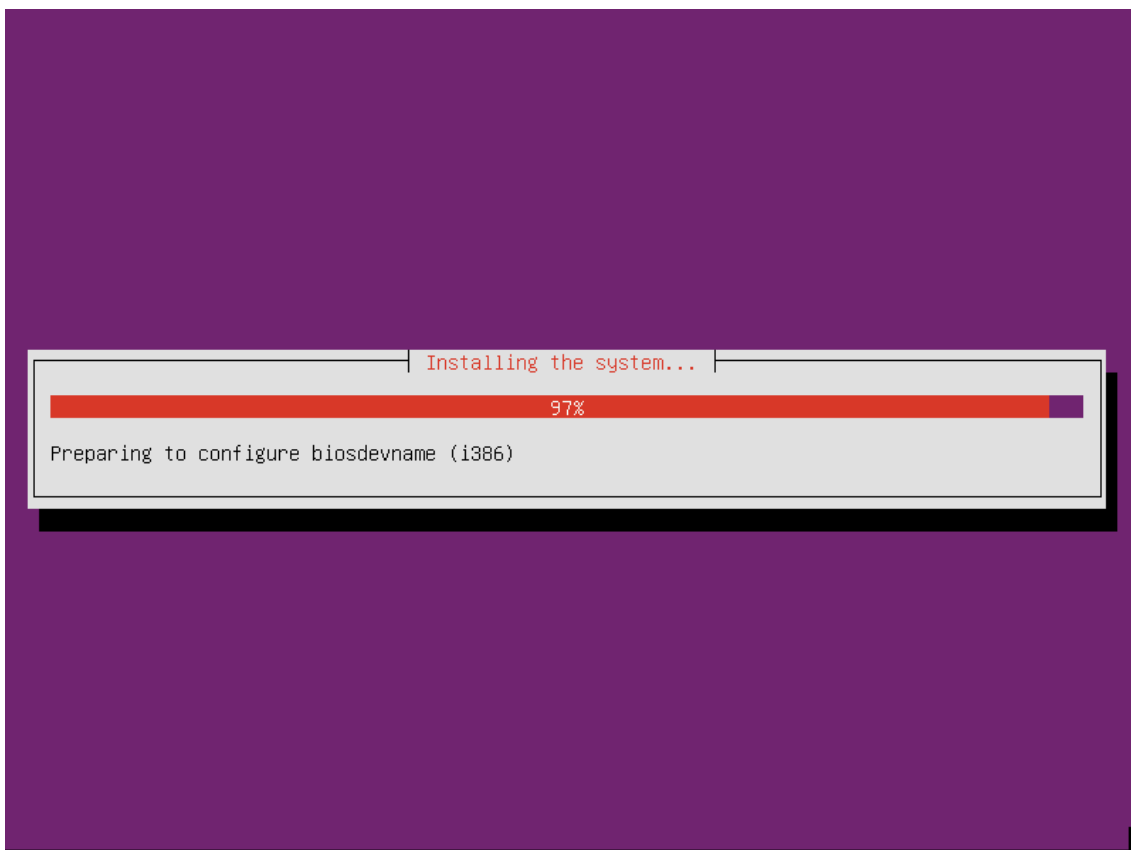 Installing the system...
97%
Preparing to configure biosdevname (i386)